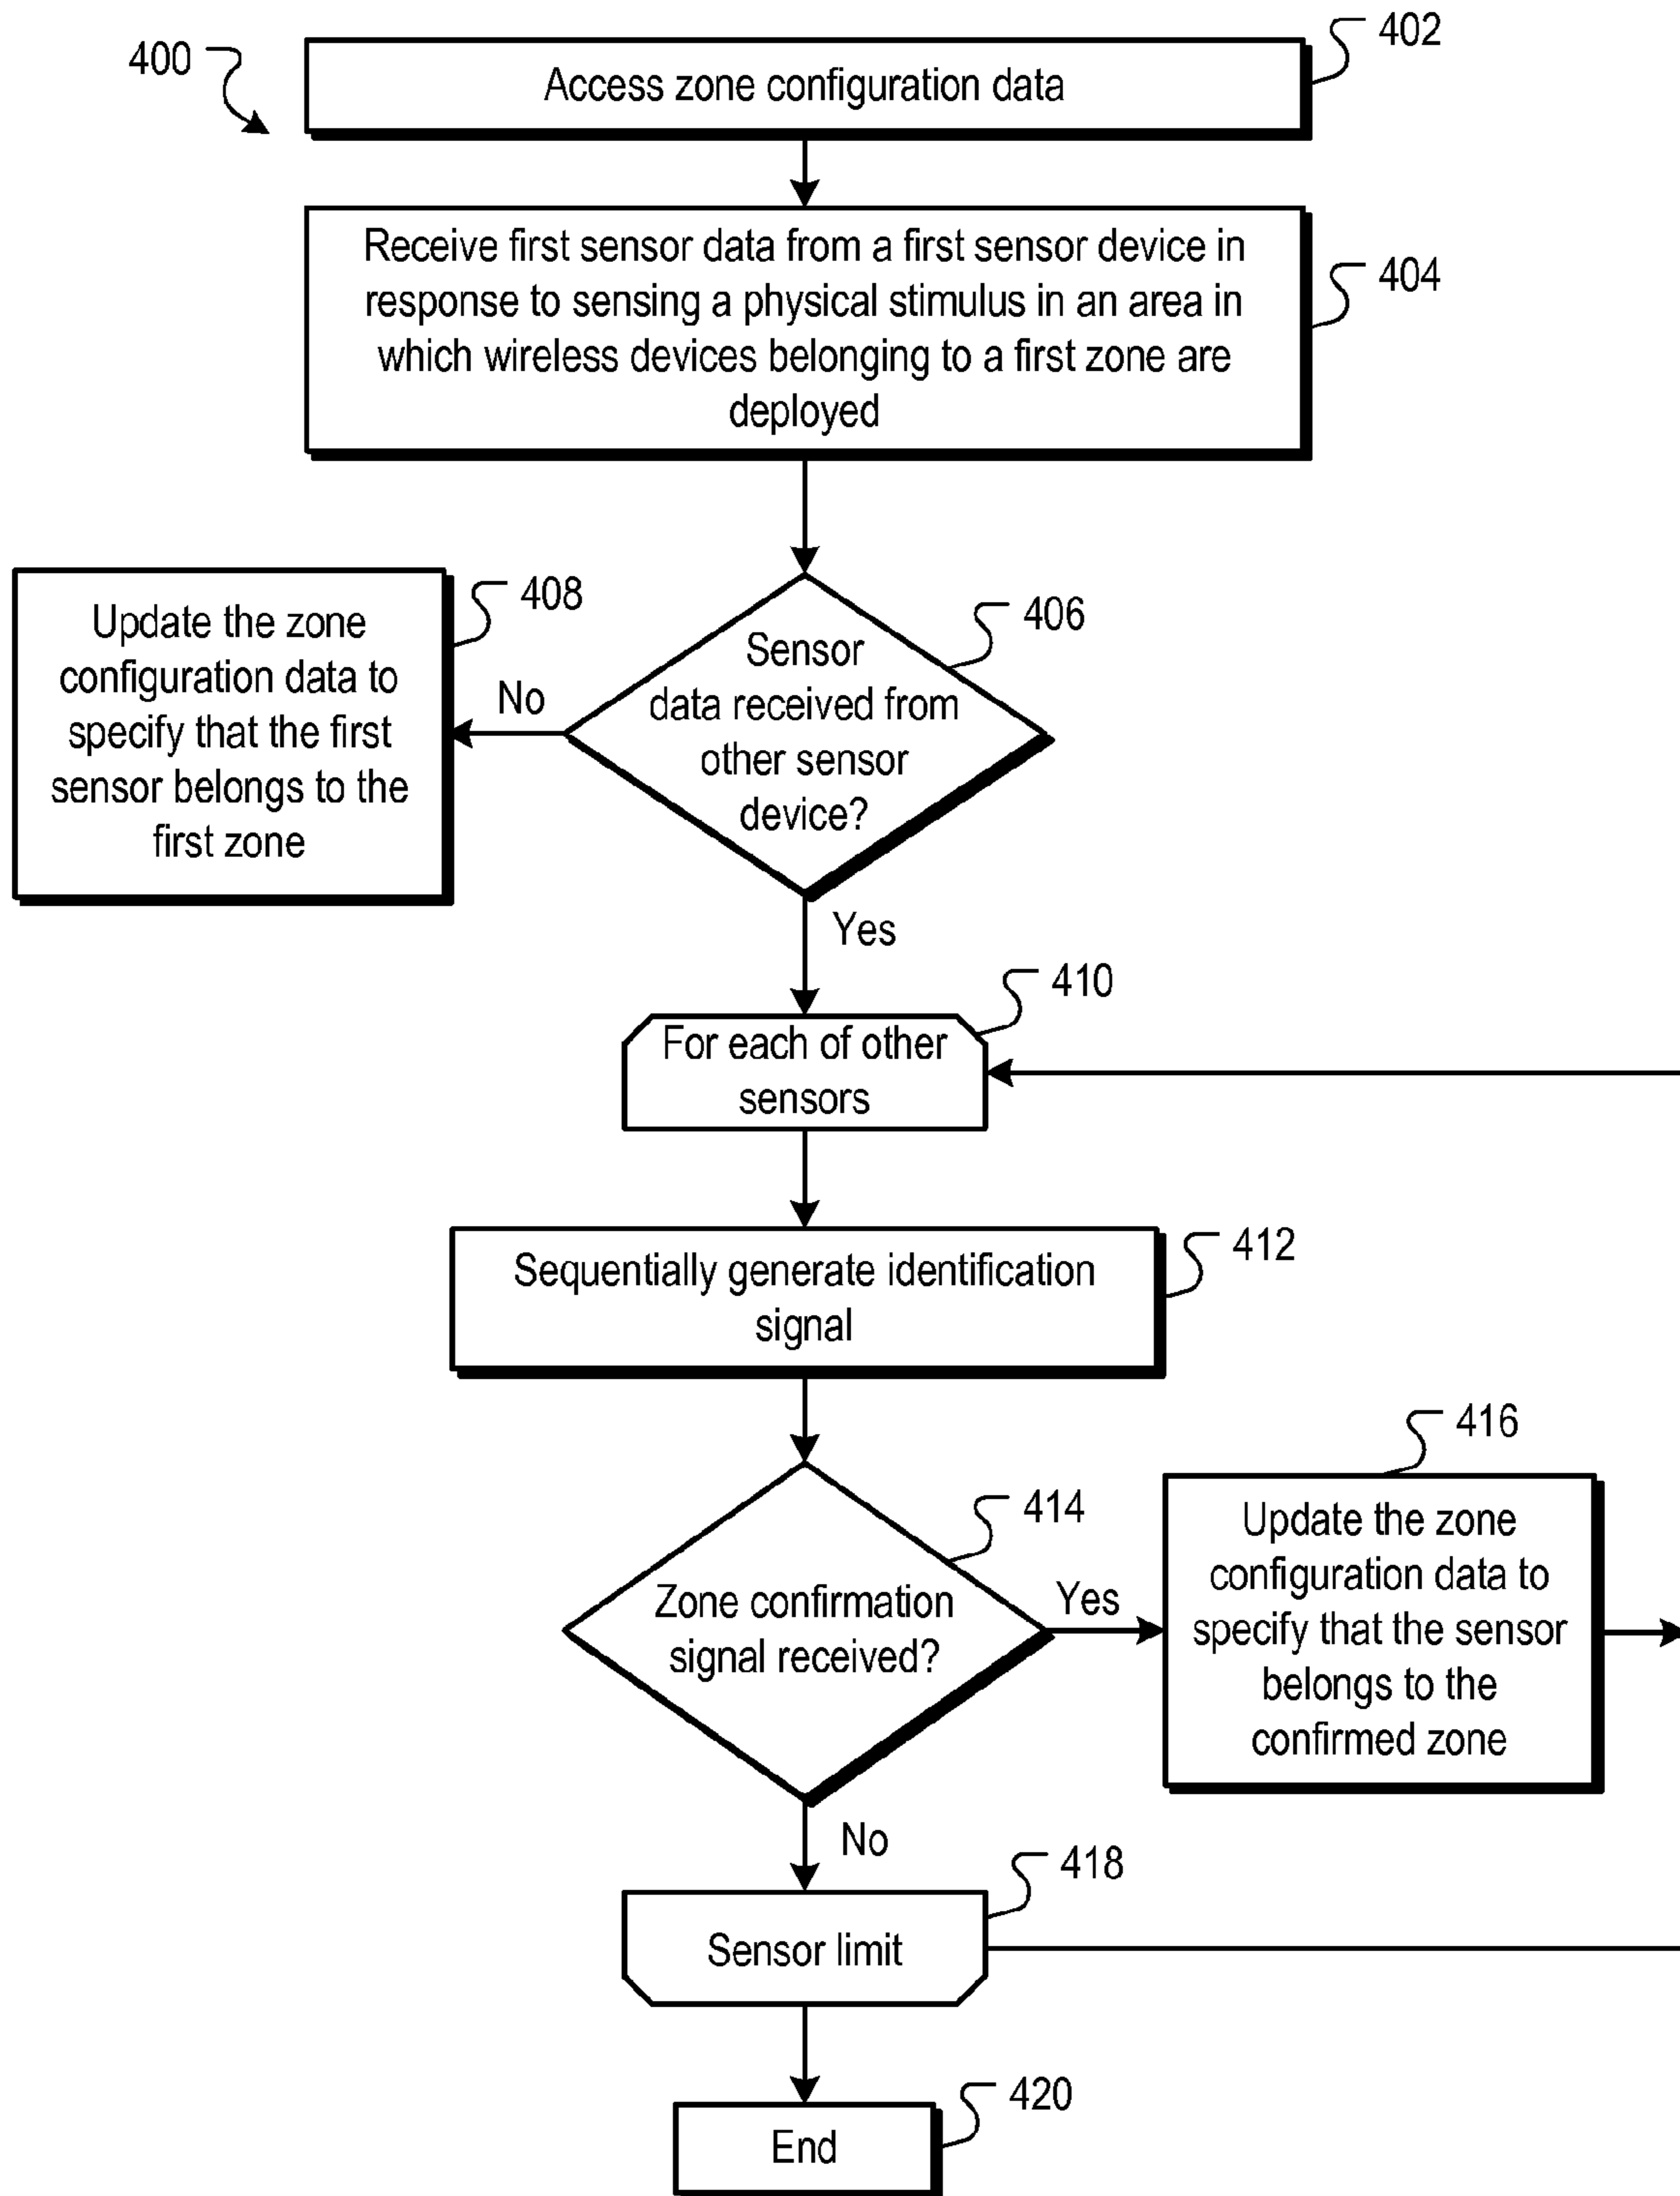 400
402
Access zone configuration data
Receive first sensor data from a first sensor device in
response to sensing a physical stimulus in an area in
which wireless devices belonging to a first zone are
deployed
404
406
Sensor
data received from
other sensor
device?
No
408
Update the zone
configuration data to
specify that the first
sensor belongs to the
first zone
Yes
410
For each of other
sensors
412
Sequentially generate identification
signal
414
Zone confirmation
signal received?
Yes
416
Update the zone
configuration data to
specify that the sensor
belongs to the
confirmed zone
No
418
Sensor limit
420
End